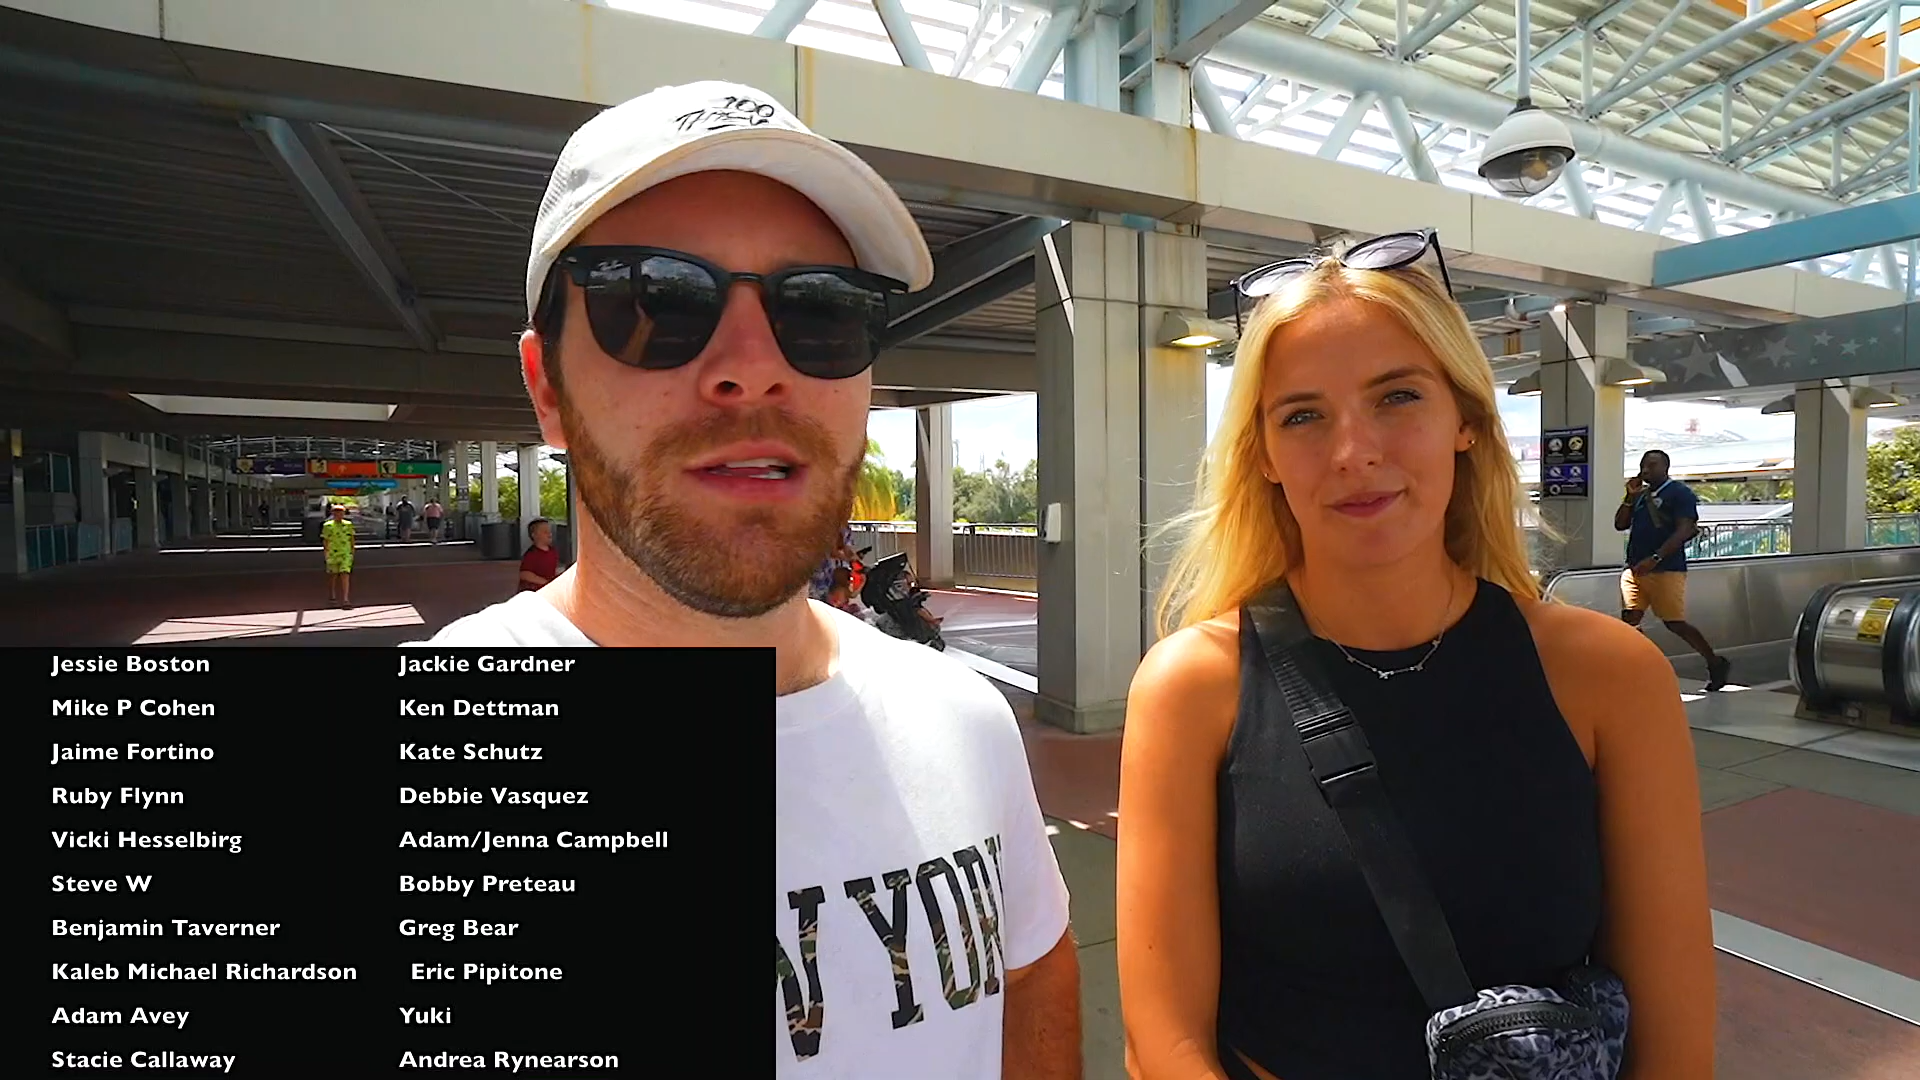 100
THIEVES
Jessie Boston Jackie Gardner
Mike P Cohen Ken Dettman
Jaime Fortino Kate Schutz
Ruby Flynn Debbie Vasquez
Vicki Hesselbirg Adam/Jenna Campbell
Steve W Bobby Preteau
Benjamin Taverner Greg Bear
Kaleb Michael Richardson Eric Pipitone
Adam Avey Yuki
Stacie Callaway Andrea Rynearson
W YORK